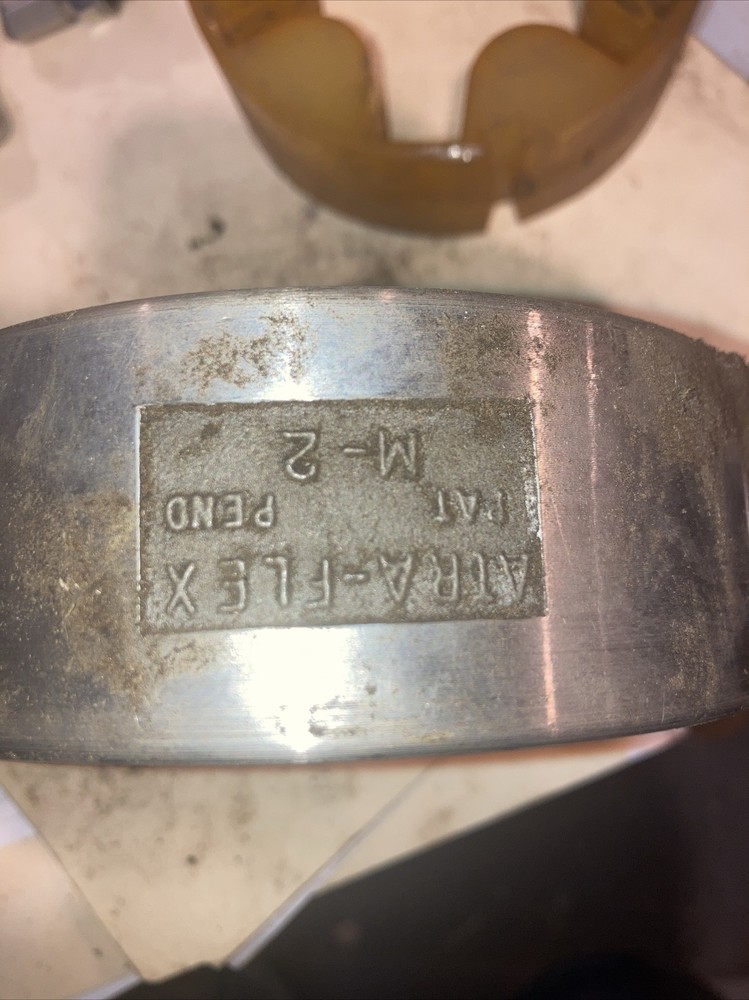 ATRA-FLEX
PAT PEND
M-2